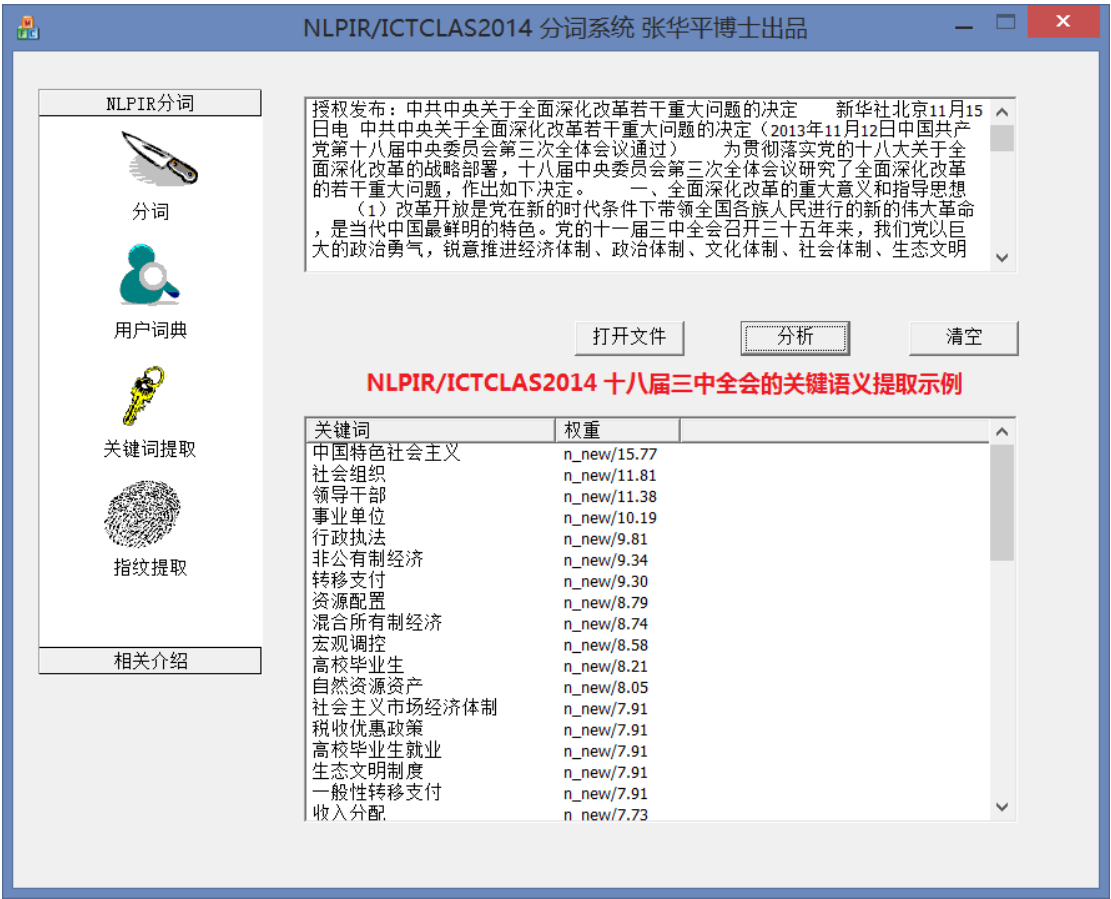 NLPIR/ICTCLAS2014 分词系统 张华平博士出品
NLPIR分词
分词
用户词典
关键词提取
指纹提取
相关介绍
授权发布：中共中央关于全面深化改革若干重大问题的决定　　新华社北京11月15
日电 中共中央关于全面深化改革若干重大问题的决定（2013年11月12日中国共产
党第十八届中央委员会第三次全体会议通过）　　为贯彻落实党的十八大关于全
面深化改革的战略部署，十八届中央委员会第三次全体会议研究了全面深化改革
的若干重大问题，作出如下决定。　　一、全面深化改革的重大意义和指导思想
（1）改革开放是党在新的时代条件下带领全国各族人民进行的新的伟大革命
，是当代中国最鲜明的特色。党的十一届三中全会召开三十五年来，我们党以巨
大的政治勇气，锐意推进经济体制、政治体制、文化体制、社会体制、生态文明
打开文件 分析 清空
NLPIR/ICTCLAS2014 十八届三中全会的关键语义提取示例
关键词 权重
中国特色社会主义 n_new/15.77
社会组织 n_new/11.81
领导干部 n_new/11.38
事业单位 n_new/10.19
行政执法 n_new/9.81
非公有制经济 n_new/9.34
转移支付 n_new/9.30
资源配置 n_new/8.79
混合所有制经济 n_new/8.74
宏观调控 n_new/8.58
高校毕业生 n_new/8.21
自然资源资产 n_new/8.05
社会主义市场经济体制 n_new/7.91
税收优惠政策 n_new/7.91
高校毕业生就业 n_new/7.91
生态文明制度 n_new/7.91
一般性转移支付 n_new/7.91
收入分配 n_new/7.73